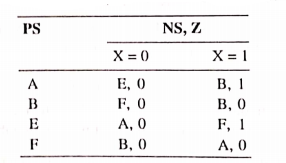 PS NS, Z
X = 0 X = 1
A E, 0 B, 1
B F, 0 B, 0
E A, 0 F, 1
F B, 0 A, 0